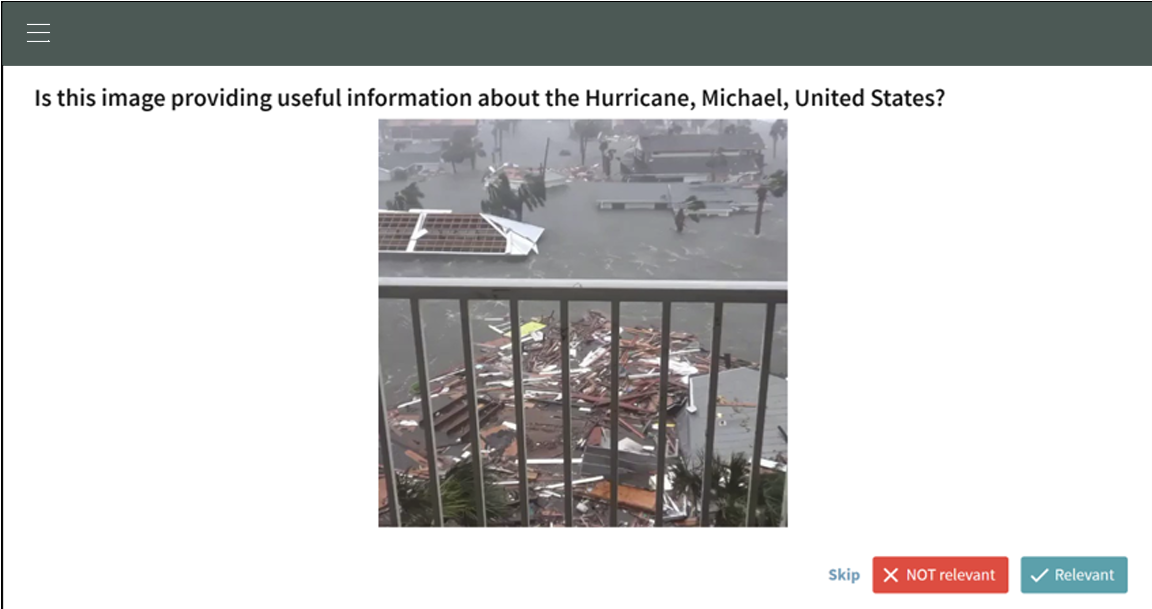 Is this image providing useful information about the Hurricane, Michael, United States?
Skip
NOT relevant
Relevant